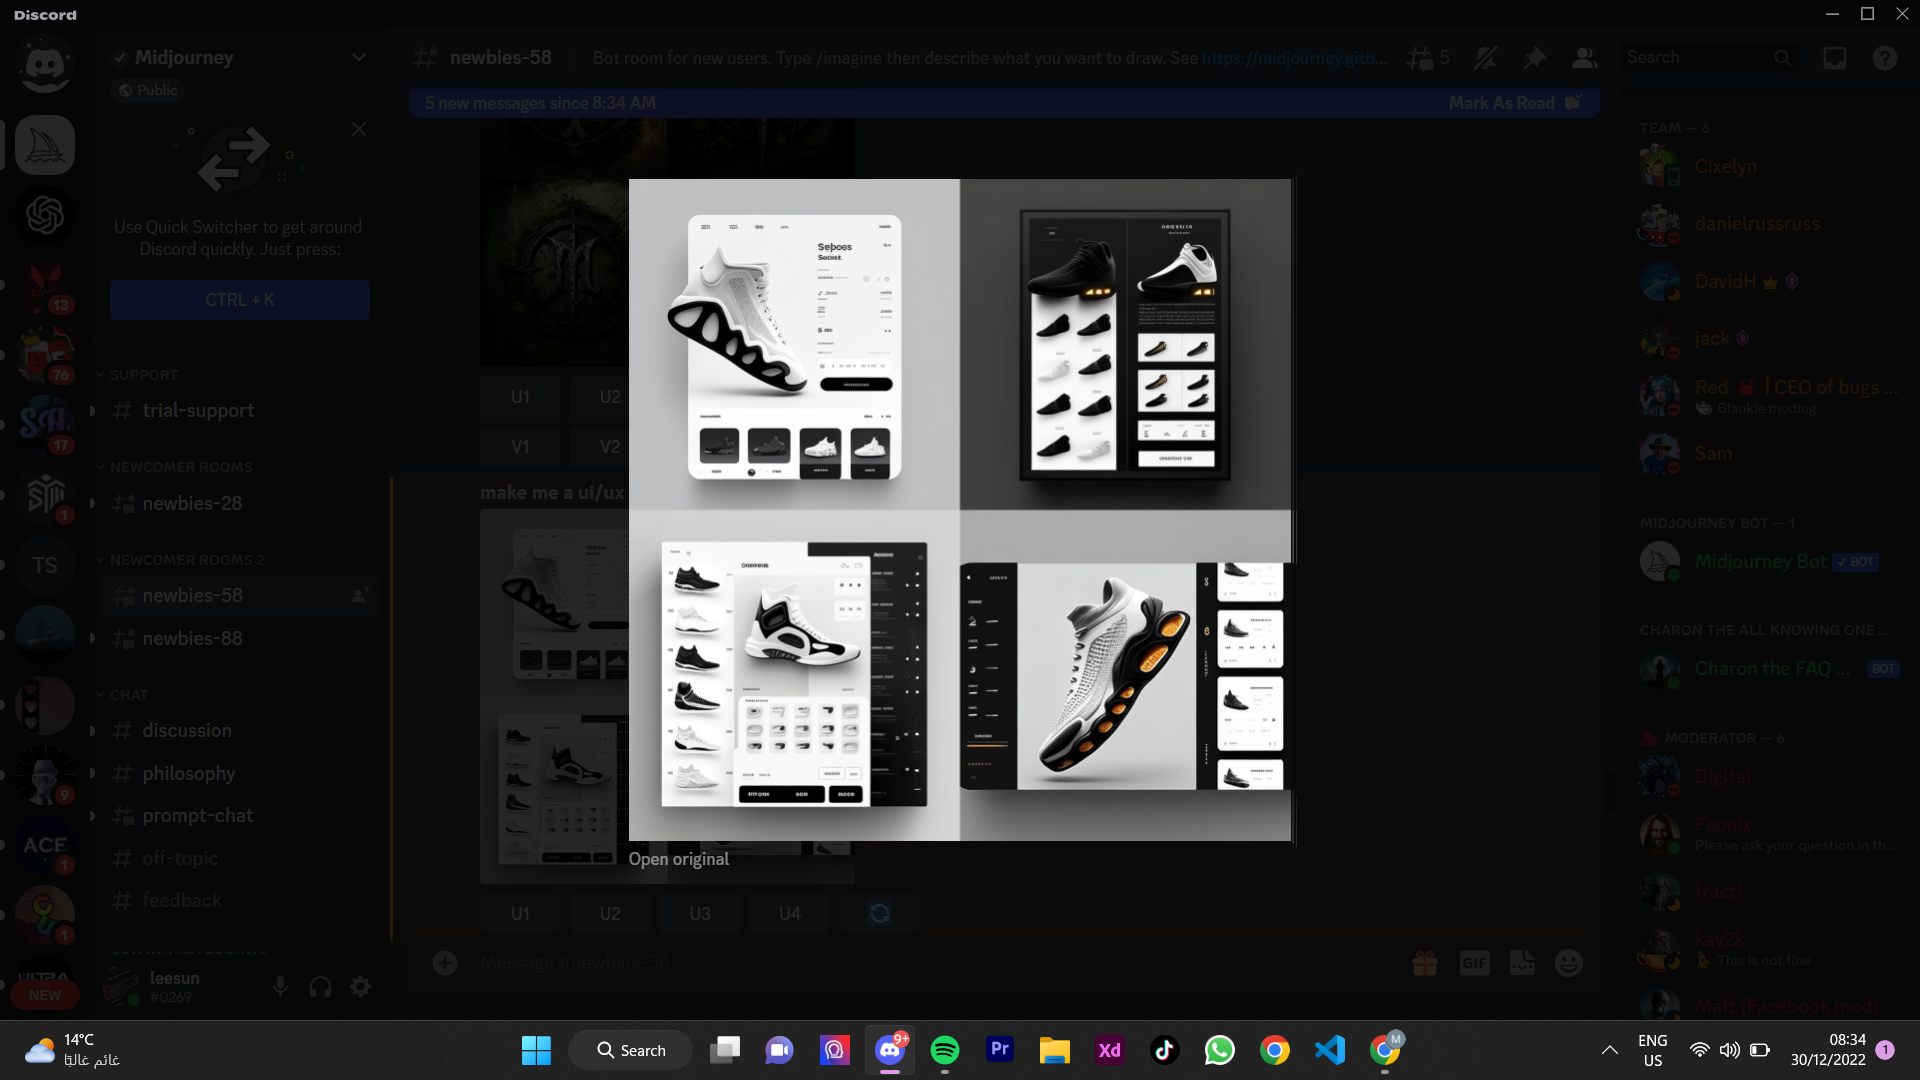 Discord
Midjourney
Public
Use Quick Switcher to get around
Discord quickly. Just press:
CTRL + K
SUPPORT
trial-support
NEWCOMER ROOMS
newbies-28
NEWCOMER ROOMS 2
newbies-58
newbies-88
CHAT
discussion
philosophy
prompt-chat
off-topic
feedback
leesun
#0269
13
76
17
1
TS
9
ACE
1
1
NEW
newbies-58
Bot room for new users. Type /imagine then describe what you want to draw. See https://midjourney.gitb...
5
Search
5 new messages since 8:34 AM
Mark As Read
U1 U2
V1 V2
make me a ui/ux
Open original
U1 U2 U3 U4
Message #newbies-58
GIF
TEAM — 6
Cixelyn
danielrussruss
DavidH
jack
Red | CEO of bugs ...
Blankie moding
Sam
MIDJOURNEY BOT — 1
Midjourney Bot BOT
CHARON THE ALL KNOWING ONE ...
Charon the FAQ ... BOT
MODERATOR — 6
Digital
Feonix
Please ask your question in th...
fractl
kav2k
This is not fine
Matt (Facebook mod)
14°C
غائم غالبًا
Search
9+
Pr
Xd
M
ENG
US
08:34
30/12/2022
1